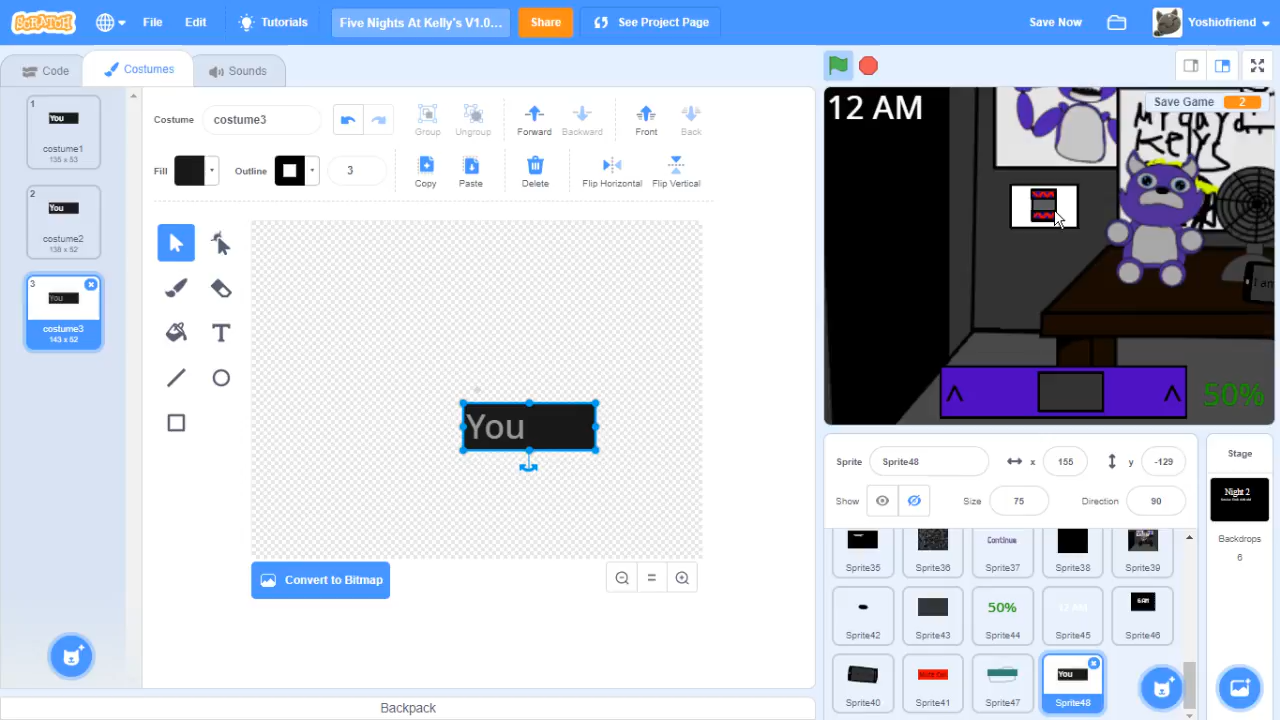 SCRATCH
File
Edit
Tutorials
Five Nights At Kelly's V1.0...
Share
See Project Page
Save Now
Yoshiofriend
Code
Costumes
Sounds
Costume
costume3
Group
Ungroup
Forward
Backward
Front
Back
Fill
Outline
3
Copy
Paste
Delete
Flip Horizontal
Flip Vertical
1
You
costume1
135 x 53
2
You
costume2
138 x 52
3
You
costume3
143 x 52
You
Convert to Bitmap
Backpack
12 AM
Save Game
2
50%
Sprite
Sprite48
x
155
y
-129
Show
Size
75
Direction
90
Stage
Night 2
Backdrops
6
Continue
Sprite35
Sprite36
Sprite37
Sprite38
Sprite39
50%
12 AM
6 AM
Sprite42
Sprite43
Sprite44
Sprite45
Sprite46
Mute Call
You
Sprite40
Sprite41
Sprite47
Sprite48